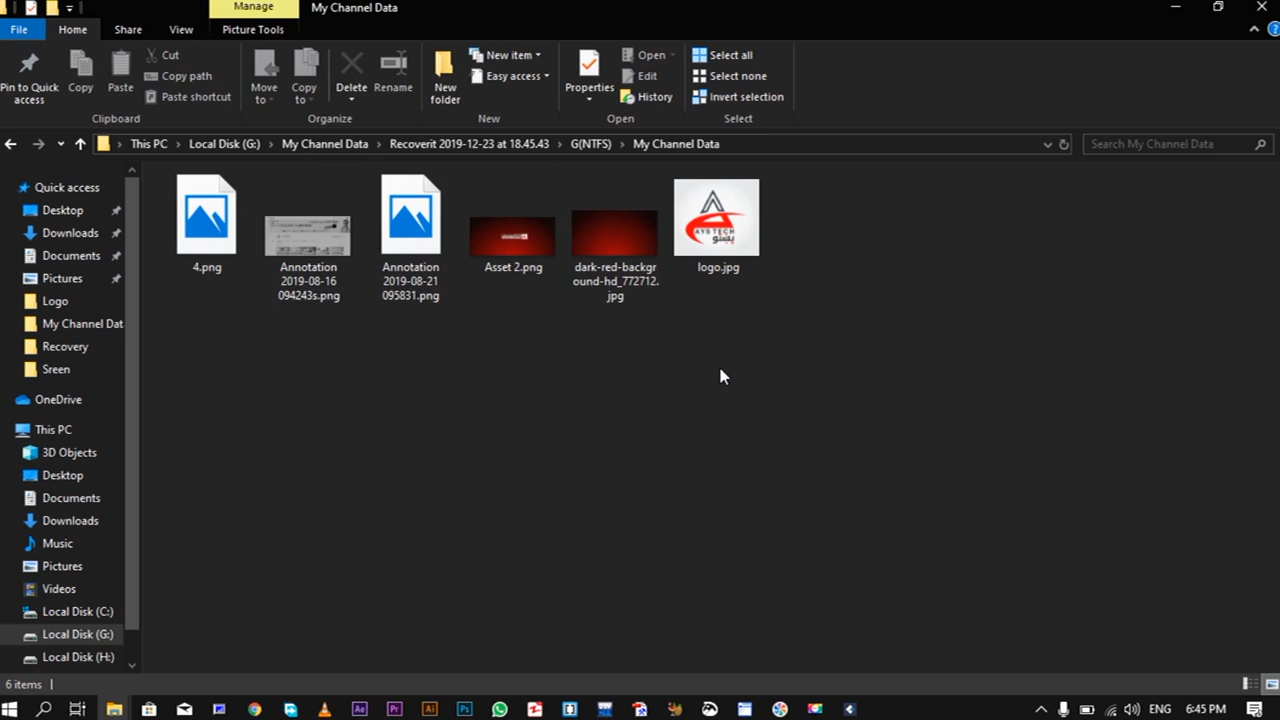 Manage
My Channel Data
File
Home
Share
View
Picture Tools
Pin to Quick access
Copy
Paste
Cut
Copy path
Paste shortcut
Move to
Copy to
Delete
Rename
New folder
New item
Easy access
Properties
Open
Edit
History
Select all
Select none
Invert selection
Clipboard
Organize
New
Open
Select
This PC
Local Disk (G:)
My Channel Data
Recoverit 2019-12-23 at 18.45.43
G(NTFS)
My Channel Data
Search My Channel Data
Quick access
Desktop
Downloads
Documents
Pictures
Logo
My Channel Dat
Recovery
Sreen
OneDrive
This PC
3D Objects
Desktop
Documents
Downloads
Music
Pictures
Videos
Local Disk (C:)
Local Disk (G:)
Local Disk (H:)
4.png
Annotation
2019-08-16
094243s.png
Annotation
2019-08-21
095831.png
Asset 2.png
dark-red-backgr
ound-hd_772712.
jpg
AYS TECH
logo.jpg
6 items
Ae
Pr
Ai
Ps
ENG
6:45 PM